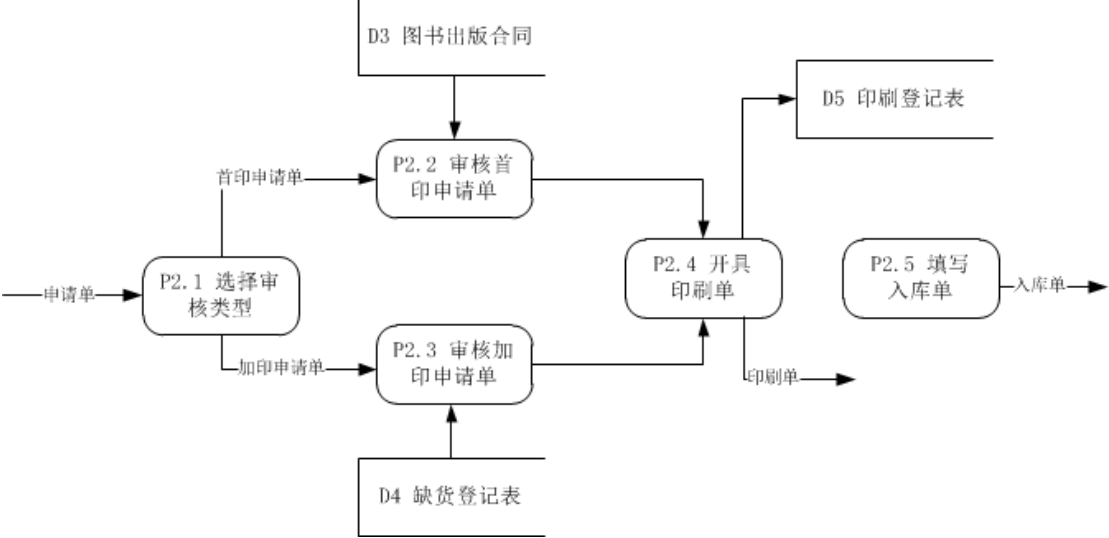 D3 图书出版合同
D5 印刷登记表
P2.2 审核首
印申请单
首印申请单
P2.1 选择审
核类型
申请单
P2.4 开具
印刷单
P2.5 填写
入库单
入库单
加印申请单
P2.3 审核加
印申请单
印刷单
D4 缺货登记表